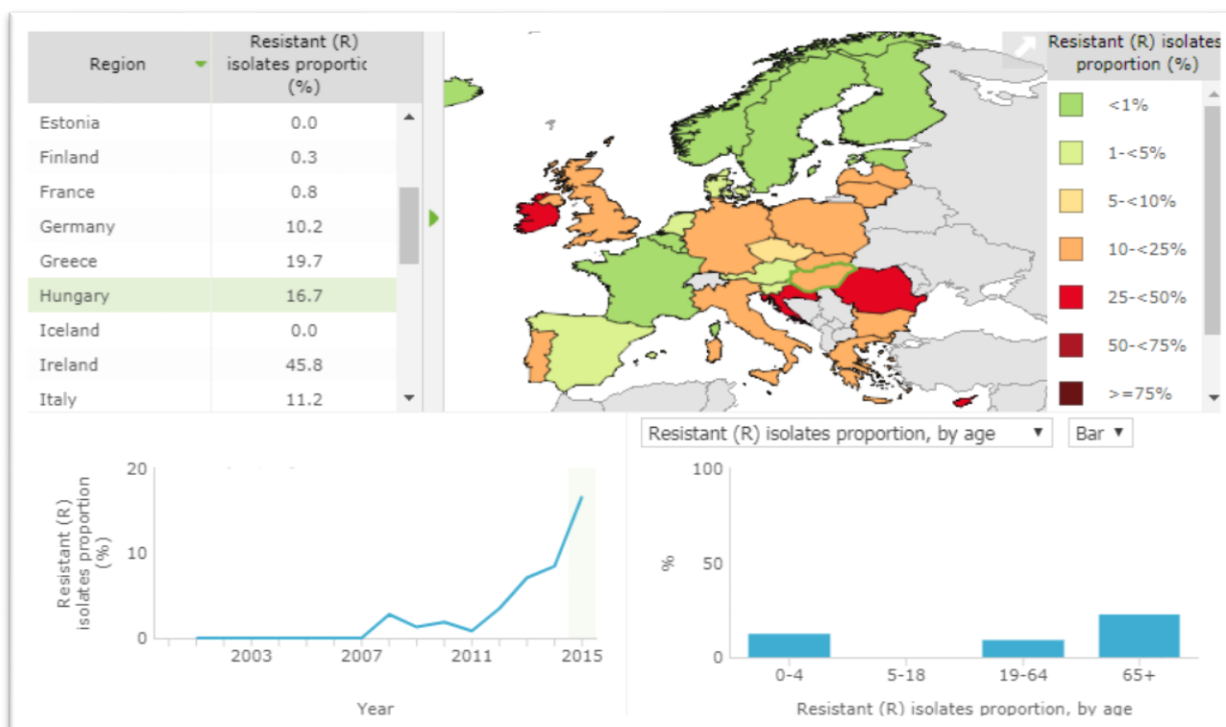 Region
Resistant (R)
isolates proportic
(%)
Estonia 0.0
Finland 0.3
France 0.8
Germany 10.2
Greece 19.7
Hungary 16.7
Iceland 0.0
Ireland 45.8
Italy 11.2
Resistant (R) isolates
proportion (%)
<1%
1-<5%
5-<10%
10-<25%
25-<50%
50-<75%
>=75%
Resistant (R)
isolates proportion
(%)
20
10
0
2003 2007 2011 2015
Year
Resistant (R) isolates proportion, by age
Bar
%
100
50
0
0-4 5-18 19-64 65+
Resistant (R) isolates proportion, by age